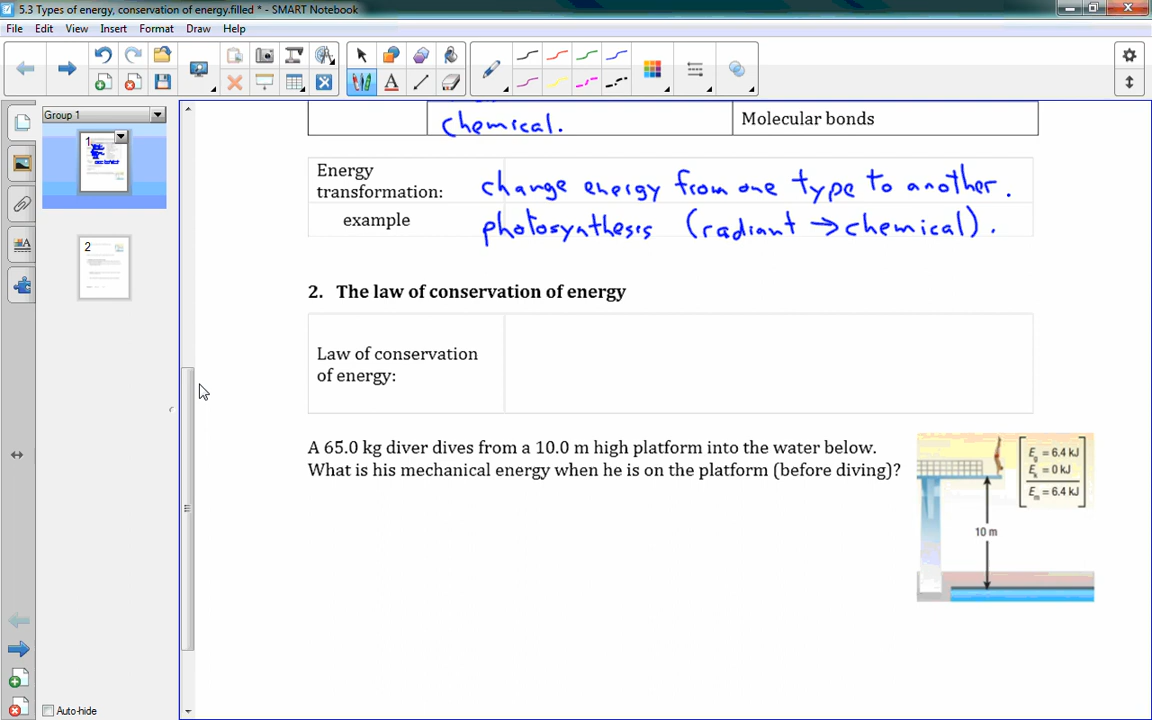 5.3 Types of energy, conservation of energy.filled * - SMART Notebook
File Edit View Insert Format Draw Help
Group 1
1
2
chemical.
Molecular bonds
Energy
transformation:
change energy from one type to another.
example
photosynthesis (radiant → chemical).
2. The law of conservation of energy
Law of conservation
of energy:
A 65.0 kg diver dives from a 10.0 m high platform into the water below.
What is his mechanical energy when he is on the platform (before diving)?
Eg = 6.4 kJ
Ek = 0 kJ
Em = 6.4 kJ
10 m
Auto-hide